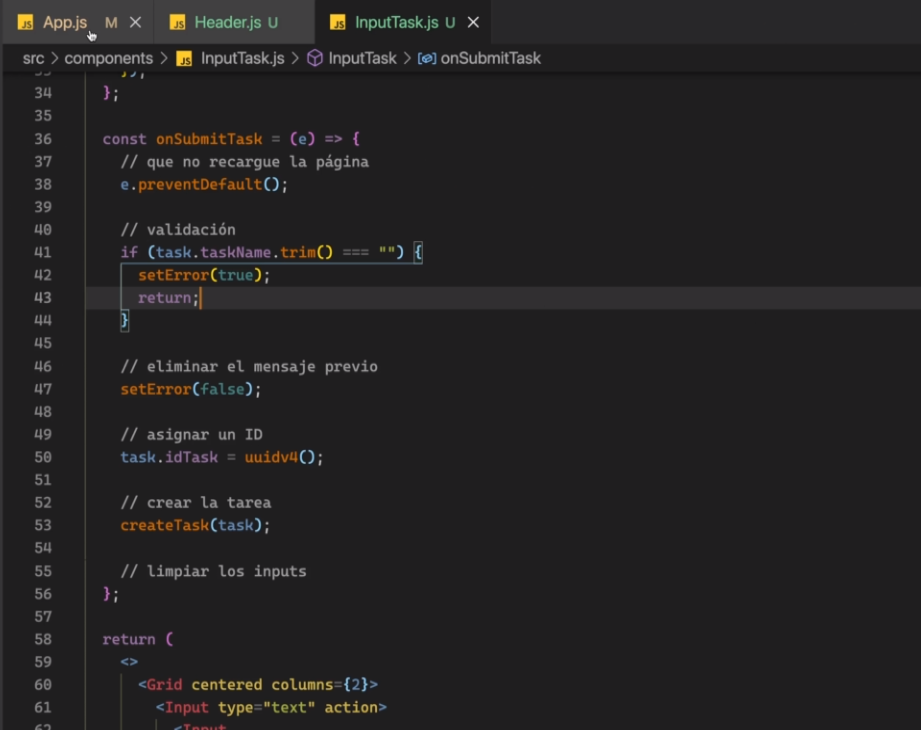 JS App.js M ×
JS Header.js U
JS InputTask.js U ×
src > components > JS InputTask.js > InputTask > onSubmitTask
34 };
35
36 const onSubmitTask = (e) => {
37 // que no recargue la página
38 e.preventDefault();
39
40 // validación
41 if (task.taskName.trim() === "") {
42 setError(true);
43 return;
44 }
45
46 // eliminar el mensaje previo
47 setError(false);
48
49 // asignar un ID
50 task.idTask = uuidv4();
51
52 // crear la tarea
53 createTask(task);
54
55 // limpiar los inputs
56 };
57
58 return (
59 <>
60 <Grid centered columns={2}>
61 <Input type="text" action>
62 <Input